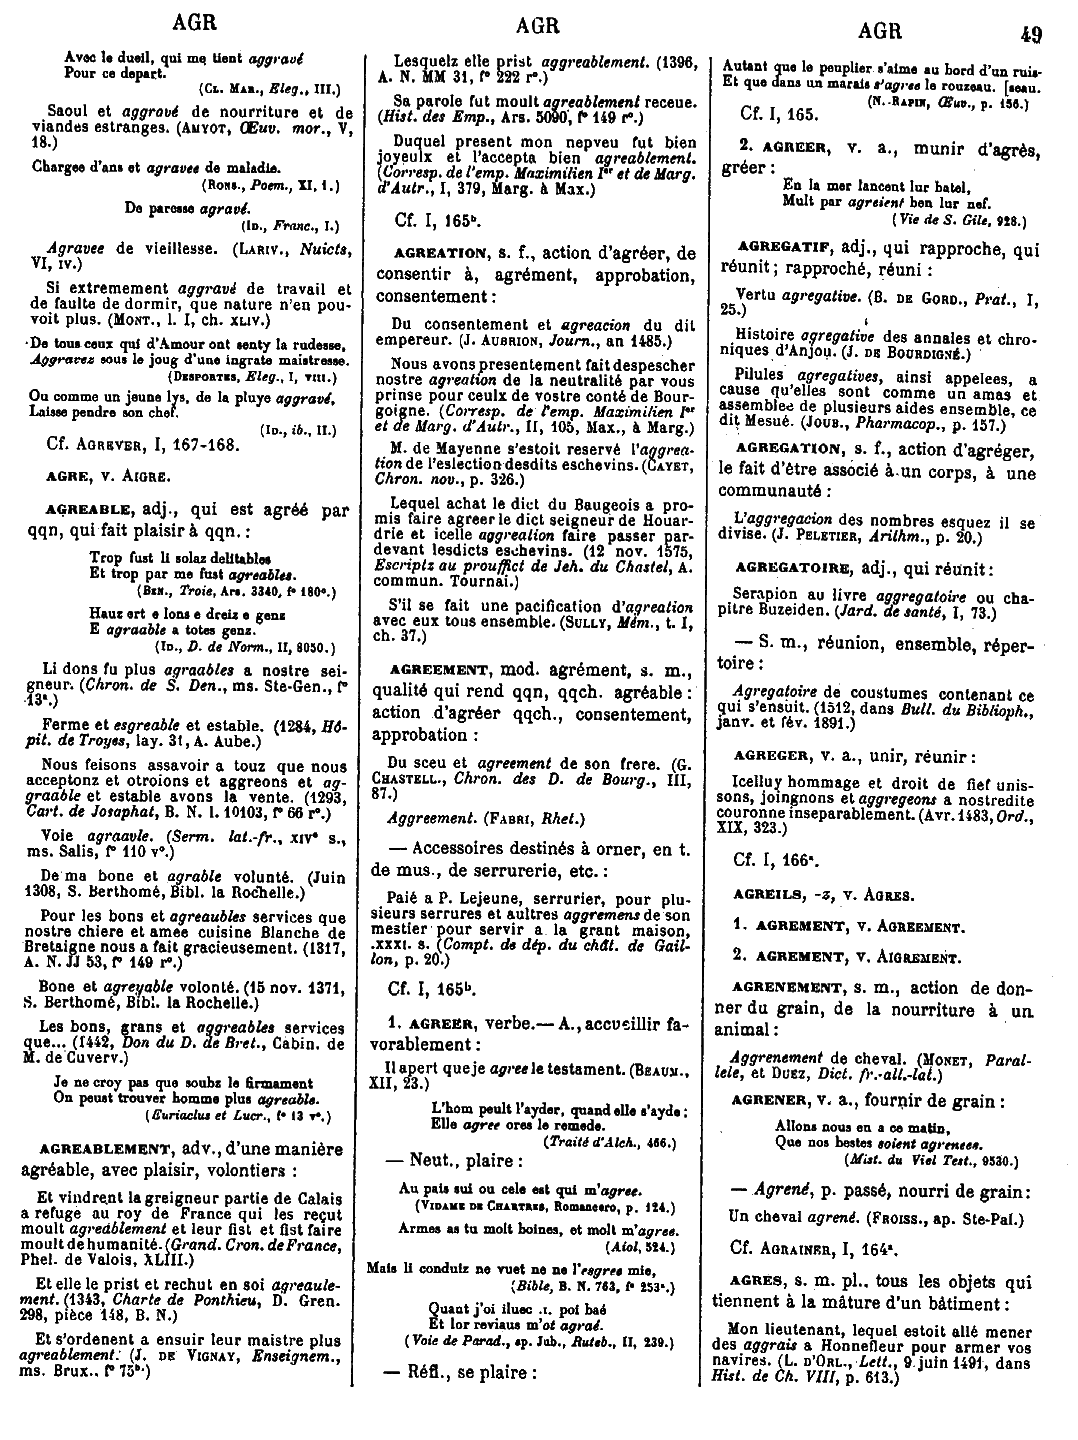 AGR
AGR
AGR
49
Avec le dueil, qui me tient aggravé
Pour ce depart.
(CL. MAR., Eleg., III.)
Saoul et aggrové de nourriture et de
viandes estranges. (AMYOT, Œuv. mor., V,
18.)
Chargee d'ans et agravee de maladie.
(RONS., Poem., XI, 1.)
De paresse agravé.
(ID., Franc., I.)
Agravee de vieillesse. (LARIV., Nuicts,
VI, IV.)
Si extremement aggravé de travail et
de faulte de dormir, que nature n'en pou-
voit plus. (MONT., l. I, ch. XLIV.)
De tous ceux qui d'Amour ont senty la rudesse,
Aggravez sous le joug d'une ingrate maistresse.
(DESPORTES, Eleg., I, VIII.)
Ou comme un jeune lys, de la pluye aggravé,
Laisse pendre son chef.
(ID., ib., II.)
Cf. AGREVER, I, 167-168.
AGRE, v. AIGRE.
AGREABLE, adj., qui est agréé par
qqn, qui fait plaisir à qqn. :
Trop fust li solaz delitables
Et trop par me fust agreables.
(BEN., Troie, Ars. 3340, f° 180ᵃ.)
Hauz ert e lons e dreiz e genz
E agraable a totes genz.
(ID., D. de Norm., II, 8050.)
Li dons fu plus agraables a nostre sei-
gneur. (Chron. de S. Den., ms. Ste-Gen., f°
13ᵃ.)
Ferme et esgreable et estable. (1284, Hô-
pit. de Troyes, lay. 31, A. Aube.)
Nous feisons assavoir a touz que nous
acceptonz et otroions et aggreons et ag-
graable et estable avons la vente. (1293,
Cart. de Josaphat, B. N. l. 10103, f° 66 r°.)
Voie agraavle. (Serm. lat.-fr., XIVᵉ s.,
ms. Salis, f° 110 v°.)
De ma bone et agrable volunté. (Juin
1308, S. Berthomé, Bibl. la Rochelle.)
Pour les bons et agreaubles services que
nostre chiere et amee cuisine Blanche de
Bretaigne nous a fait gracieusement. (1317,
A. N. JJ 53, f° 149 r°.)
Bone et agreyable volonté. (15 nov. 1371,
S. Berthomé, Bibl. la Rochelle.)
Les bons, grans et aggreables services
que... (1442, Don du D. de Bret., Cabin. de
M. de Cuverv.)
Je ne croy pas que soubz le firmament
On peust trouver homme plus agreable.
(Euriaclus et Lucr., f° 13 v°.)
AGREABLEMENT, adv., d'une manière
agréable, avec plaisir, volontiers :
Et vindrent la greigneur partie de Calais
a refuge au roy de France qui les reçut
moult agreablement et leur fist et fist faire
moult de humanité. (Grand. Cron. de France,
Phel. de Valois, XLIII.)
Et elle le prist et rechut en soi agreaule-
ment. (1343, Charte de Ponthieu, D. Gren.
298, pièce 148, B. N.)
Et s'ordenent a ensuir leur maistre plus
agreablement. (J. DE VIGNAY, Enseignem.,
ms. Brux., f° 75ᵇ.)
Lesquelz elle prist aggreablement. (1396,
A. N. MM 31, f° 222 r°.)
Sa parole fut moult agreablement receue.
(Hist. des Emp., Ars. 5090, f° 149 r°.)
Duquel present mon nepveu fut bien
joyeulx et l'accepta bien agreablement.
(Corresp. de l'emp. Maximilien Iᵉʳ et de Marg.
d'Autr., I, 379, Marg. à Max.)
Cf. I, 165ᵇ.
AGREATION, s. f., action d'agréer, de
consentir à, agrément, approbation,
consentement :
Du consentement et agreacion du dit
empereur. (J. AUBRION, Journ., an 1485.)
Nous avons presentement fait despescher
nostre agreation de la neutralité par vous
prinse pour ceulx de vostre conté de Bour-
goigne. (Corresp. de l'emp. Maximilien Iᵉʳ
et de Marg. d'Autr., II, 105, Max., à Marg.)
M. de Mayenne s'estoit reservé l'aggrea-
tion de l'eslection desdits eschevins. (CAYET,
Chron. nov., p. 326.)
Lequel achat le dict du Baugeois a pro-
mis faire agreer le dict seigneur de Houar-
drie et icelle aggreation faire passer par-
devant lesdicts eschevins. (12 nov. 1575,
Escriptz au prouffict de Jeh. du Chastel, A.
commun. Tournai.)
S'il se fait une pacification d'agreation
avec eux tous ensemble. (SULLY, Mém., t. I,
ch. 37.)
AGREEMENT, mod. agrément, s. m.,
qualité qui rend qqn, qqch. agréable :
action d'agréer qqch., consentement,
approbation :
Du sceu et agreement de son frere. (G.
CHASTELL., Chron. des D. de Bourg., III,
87.)
Aggreement. (FABRI, Rhet.)
— Accessoires destinés à orner, en t.
de mus., de serrurerie, etc. :
Paié a P. Lejeune, serrurier, pour plu-
sieurs serrures et aultres aggremens de son
mestier pour servir a la grant maison,
.XXXI. s. (Compt. de dép. du chât. de Gail-
lon, p. 20.)
Cf. I, 165ᵇ.
1. AGREER, verbe.— A., accueillir fa-
vorablement :
Il apert que je agree le testament. (BEAUM.,
XII, 23.)
L'hom peult l'ayder, quand elle s'ayde ;
Elle agree ores le remede.
(Traité d'Alch., 466.)
— Neut., plaire :
Au pais sui ou cele est qui m'agree.
(VIDAME DE CHARTRES, Romancero, p. 124.)
Armes as tu molt boines, et molt m'agree.
(Aiol, 524.)
Mais li conduiz ne vuet ne ne l'esgree mie,
(Bible, B. N. 763, f° 253ᵃ.)
Quant j'oi iluec .I. poi baé
Et lor reviaus m'ot agraé.
(Voie de Parad., ap. Jub., Ruteb., II, 239.)
— Réfl., se plaire :
Autant que le peuplier s'aime au bord d'un ruis-
Et que dans un marais s'agree le rouzeau. [seau.
(N. RAPIN, Œuv., p. 156.)
Cf. I, 165.
2. AGREER, v. a., munir d'agrès,
gréer :
En la mer lancent lur batel,
Mult par agreient ben lur nef.
(Vie de S. Gile, 928.)
AGREGATIF, adj., qui rapproche, qui
réunit ; rapproché, réuni :
Vertu agregative. (B. DE GORD., Prat., I,
25.)
Histoire agregative des annales et chro-
niques d'Anjou. (J. DE BOURDIGNÉ.)
Pilules agregatives, ainsi appelees, a
cause qu'elles sont comme un amas et
assemblee de plusieurs aides ensemble, ce
dit Mesué. (JOUB., Pharmacop., p. 157.)
AGREGATION, s. f., action d'agréger,
le fait d'être associé à un corps, à une
communauté :
L'aggregacion des nombres esquez il se
divise. (J. PELETIER, Arithm., p. 20.)
AGREGATOIRE, adj., qui réunit :
Serapion au livre aggregatoire ou cha-
pitre Buzeiden. (Jard. de santé, I, 73.)
— S. m., réunion, ensemble, réper-
toire :
Agregatoire de coustumes contenant ce
qui s'ensuit. (1512, dans Bull. du Biblioph.,
janv. et fév. 1891.)
AGREGER, v. a., unir, réunir :
Icelluy hommage et droit de fief unis-
sons, joingnons et aggregeons a nostredite
couronne inseparablement. (Avr. 1483, Ord.,
XIX, 323.)
Cf. I, 166ᵃ.
AGREILS, -z, v. AGRES.
1. AGREMENT, v. AGREEMENT.
2. AGREMENT, v. AIGREMENT.
AGRENEMENT, s. m., action de don-
ner du grain, de la nourriture à un
animal :
Aggrenement de cheval. (MONET, Paral-
lele, et DUEZ, Dict. fr.-all.-lat.)
AGRENER, v. a., fournir de grain :
Allons nous en a ce matin,
Que nos bestes soient agrenees.
(Mist. du Viel Test., 9530.)
— Agrené, p. passé, nourri de grain :
Un cheval agrené. (FROISS., ap. Ste-Pal.)
Cf. AGRAINER, I, 164ᵃ.
AGRES, s. m. pl., tous les objets qui
tiennent à la mâture d'un bâtiment :
Mon lieutenant, lequel estoit allé mener
des aggrais a Honnefleur pour armer vos
navires. (L. D'ORL., Lett., 9 juin 1491, dans
Hist. de Ch. VIII, p. 613.)